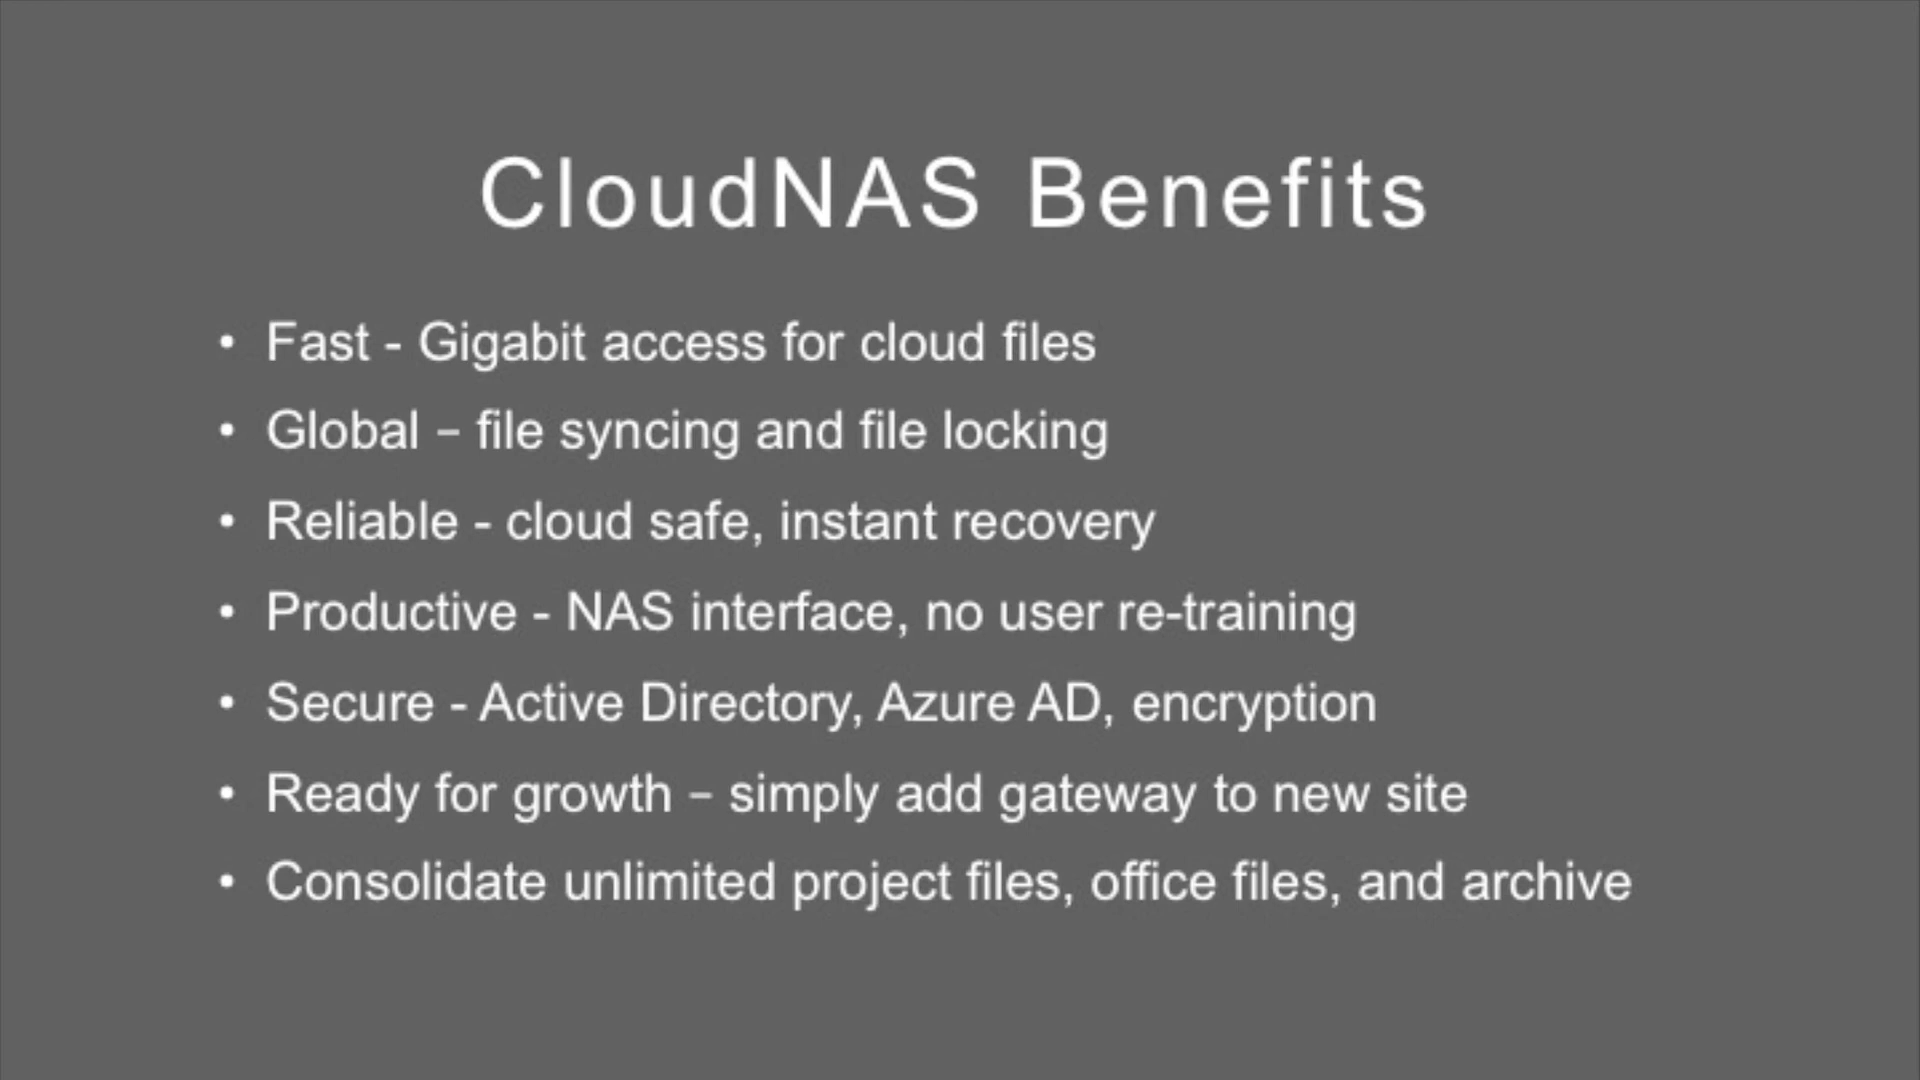 CloudNAS Benefits
• Fast - Gigabit access for cloud files
• Global – file syncing and file locking
• Reliable - cloud safe, instant recovery
• Productive - NAS interface, no user re-training
• Secure - Active Directory, Azure AD, encryption
• Ready for growth – simply add gateway to new site
• Consolidate unlimited project files, office files, and archive